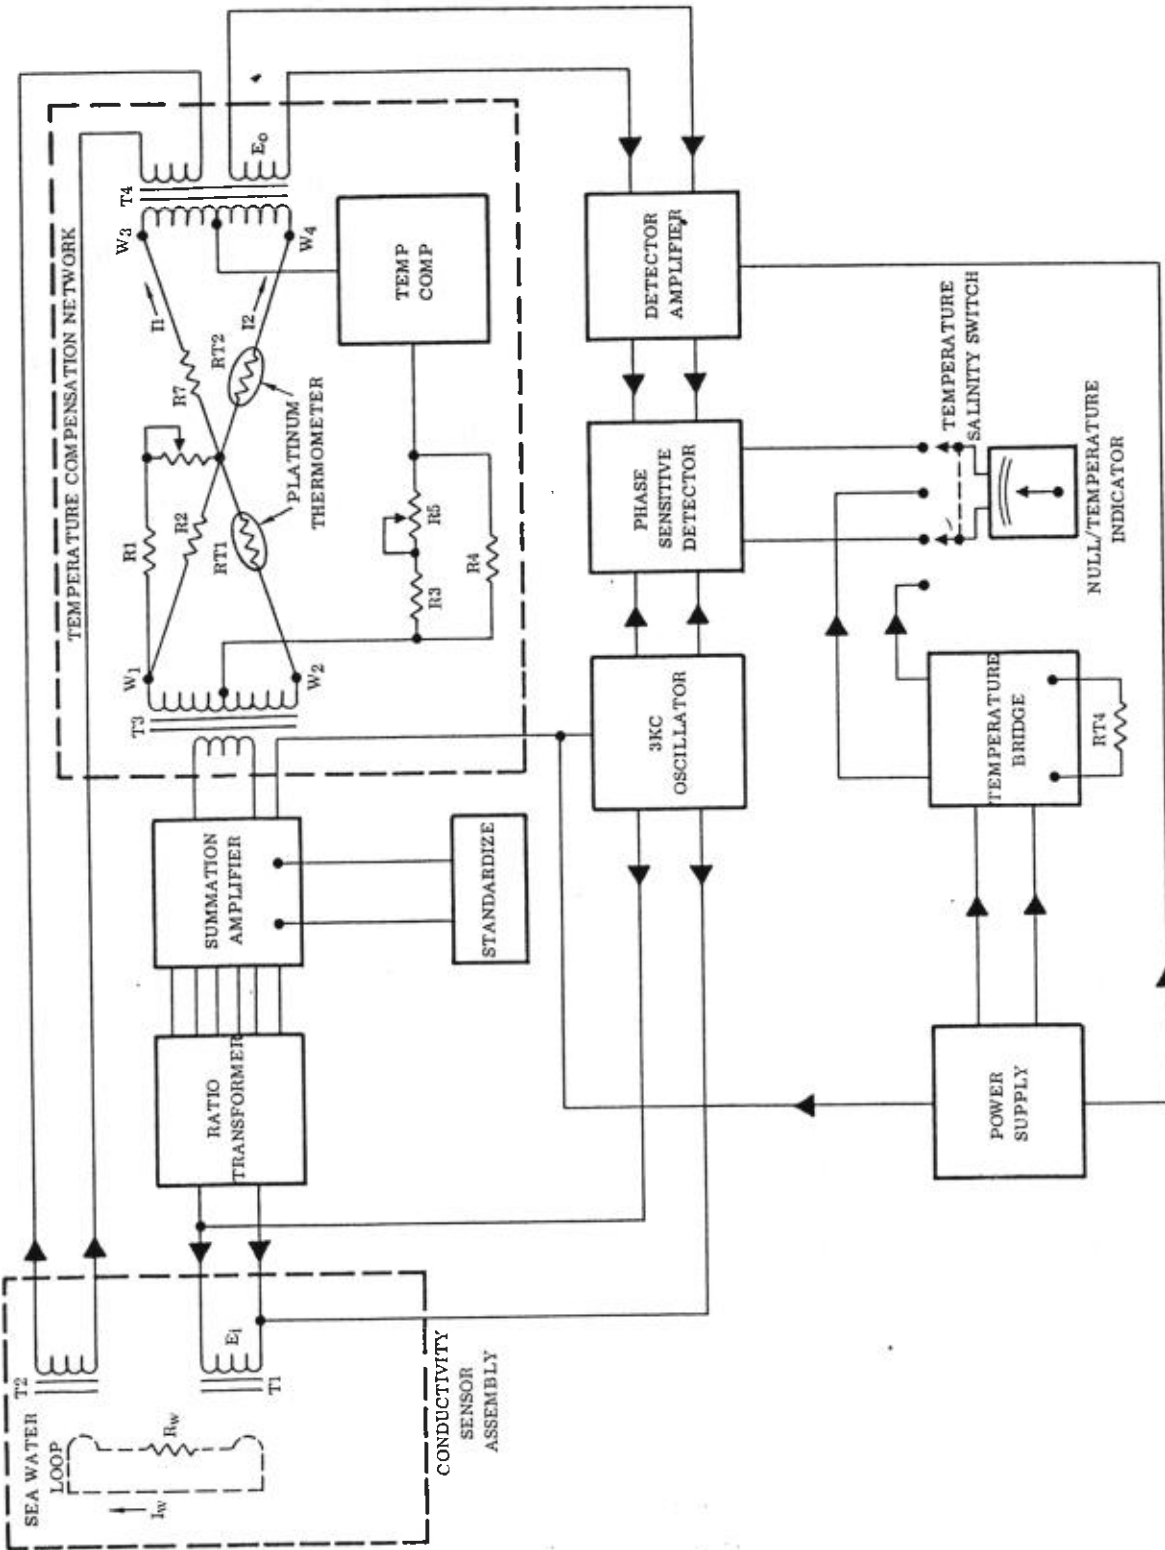 TEMPERATURE COMPENSATION NETWORK
T4
W3
W4
Eo
I1
I2
R7
RT2
PLATINUM
THERMOMETER
TEMP
COMP
R1
R2
RT1
R5
R3
R4
W1
W2
T3
SUMMATION
AMPLIFIER
STANDARDIZE
RATIO
TRANSFORMER
DETECTOR
AMPLIFIER
PHASE
SENSITIVE
DETECTOR
3KC
OSCILLATOR
TEMPERATURE
SALINITY SWITCH
NULL/TEMPERATURE
INDICATOR
TEMPERATURE
BRIDGE
RT4
POWER
SUPPLY
T2
SEA WATER
LOOP
Rw
Iw
Ei
T1
CONDUCTIVITY
SENSOR
ASSEMBLY